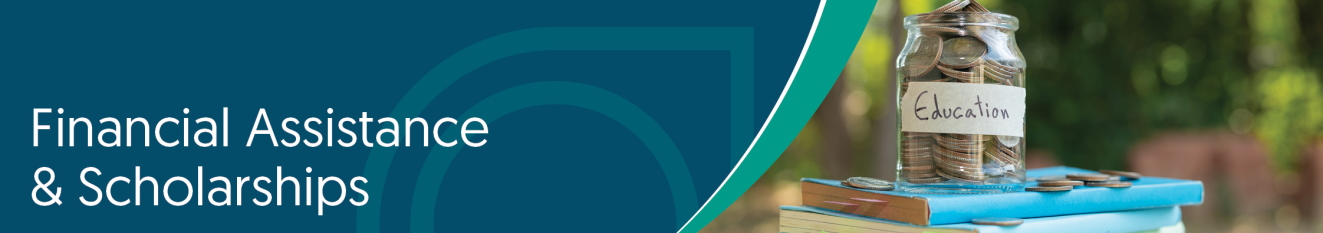 Financial Assistance
& Scholarships
Education